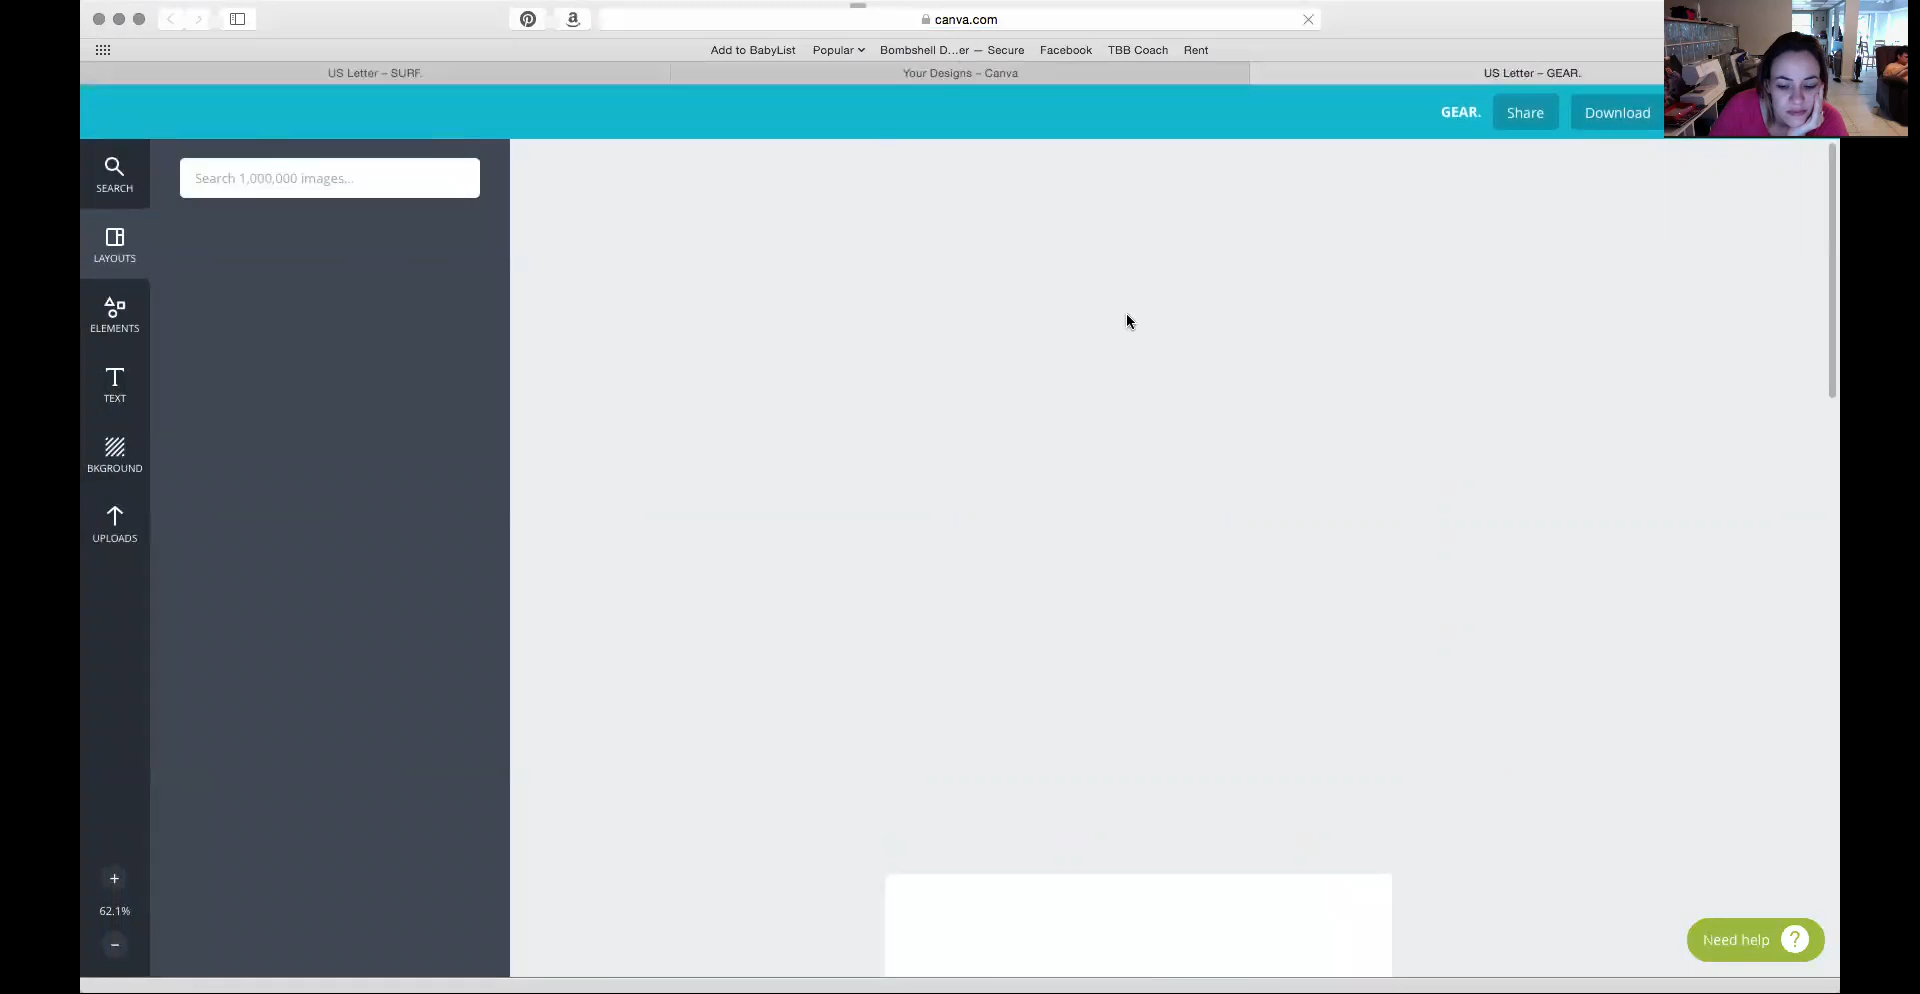 canva.com
Add to BabyList Popular Bombshell D...er — Secure Facebook TBB Coach Rent
US Letter – SURF. Your Designs – Canva US Letter – GEAR.
GEAR. Share Download
SEARCH
Search 1,000,000 images...
LAYOUTS
ELEMENTS
TEXT
BKGROUND
UPLOADS
+
62.1%
−
Need help ?